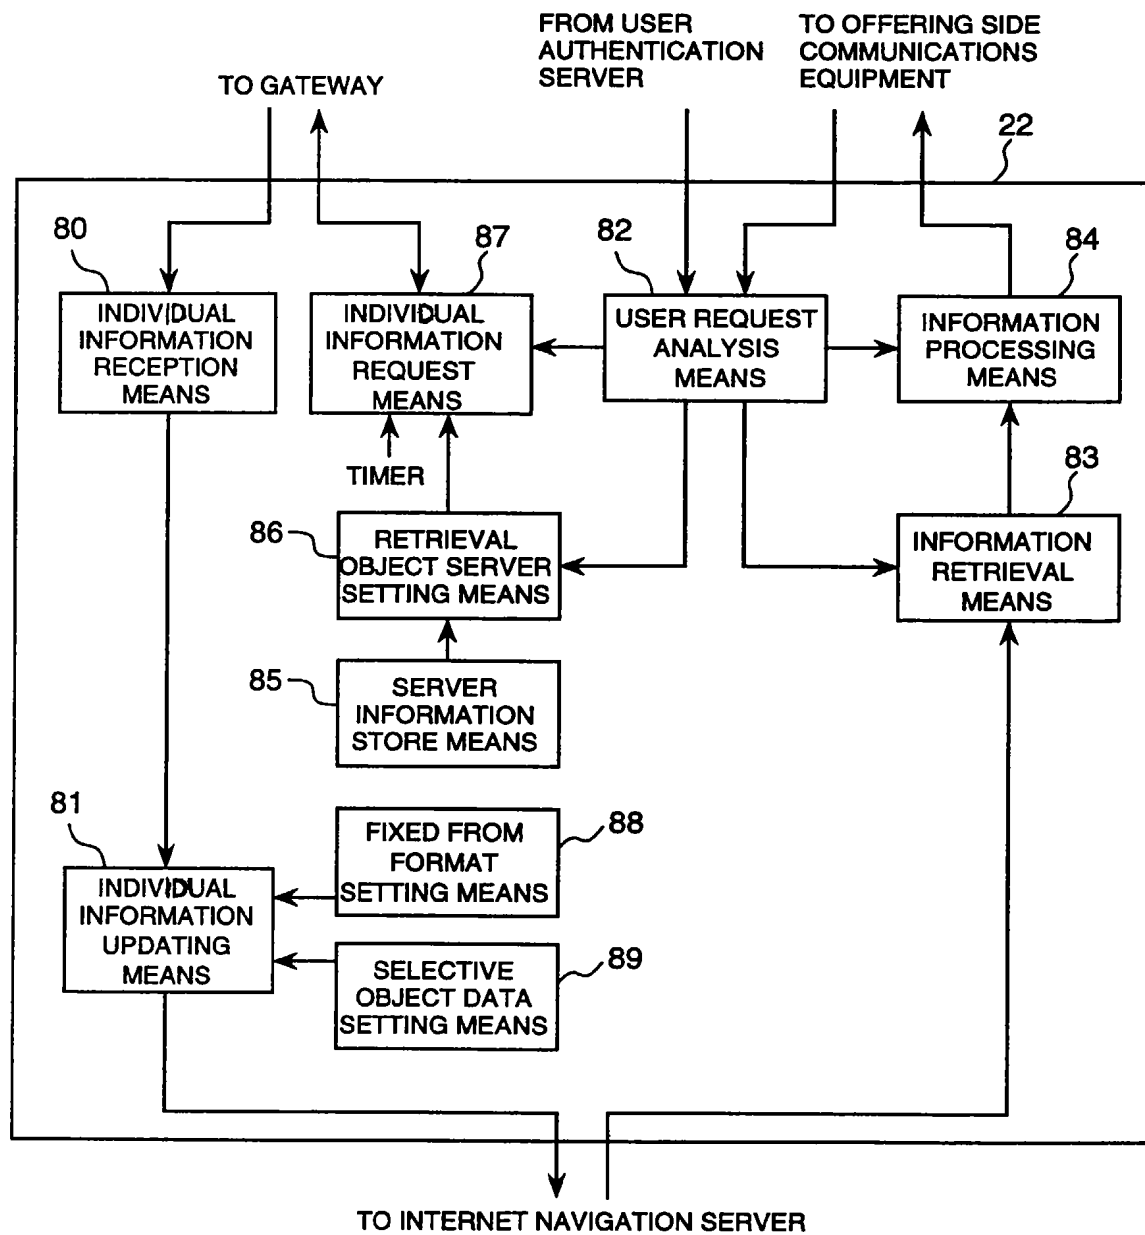 FROM USER
AUTHENTICATION
SERVER
TO OFFERING SIDE
COMMUNICATIONS
EQUIPMENT
TO GATEWAY
22
80
INDIVIDUAL
INFORMATION
RECEPTION
MEANS
87
INDIVIDUAL
INFORMATION
REQUEST
MEANS
82
USER REQUEST
ANALYSIS
MEANS
84
INFORMATION
PROCESSING
MEANS
TIMER
86
RETRIEVAL
OBJECT SERVER
SETTING MEANS
83
INFORMATION
RETRIEVAL
MEANS
85
SERVER
INFORMATION
STORE MEANS
81
INDIVIDUAL
INFORMATION
UPDATING
MEANS
88
FIXED FROM
FORMAT
SETTING MEANS
89
SELECTIVE
OBJECT DATA
SETTING MEANS
TO INTERNET NAVIGATION SERVER